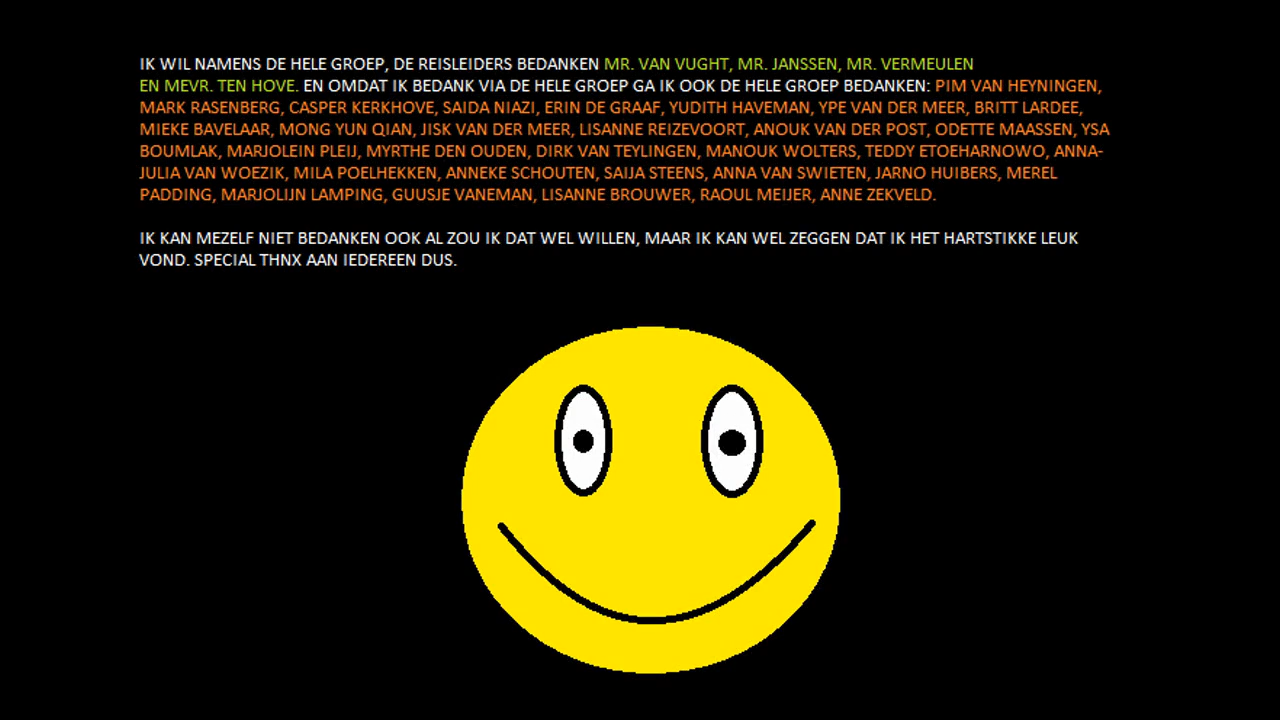 IK WIL NAMENS DE HELE GROEP, DE REISLEIDERS BEDANKEN MR. VAN VUGHT, MR. JANSSEN, MR. VERMEULEN
EN MEVR. TEN HOVE. EN OMDAT IK BEDANK VIA DE HELE GROEP GA IK OOK DE HELE GROEP BEDANKEN: PIM VAN HEYNINGEN,
MARK RASENBERG, CASPER KERKHOVE, SAIDA NIAZI, ERIN DE GRAAF, YUDITH HAVEMAN, YPE VAN DER MEER, BRITT LARDEE,
MIEKE BAVELAAR, MONG YUN QIAN, JISK VAN DER MEER, LISANNE REIZEVOORT, ANOUK VAN DER POST, ODETTE MAASSEN, YSA
BOUMLAK, MARJOLEIN PLEIJ, MYRTHE DEN OUDEN, DIRK VAN TEYLINGEN, MANOUK WOLTERS, TEDDY ETOEHARNOWO, ANNA-
JULIA VAN WOEZIK, MILA POELHEKKEN, ANNEKE SCHOUTEN, SAIJA STEENS, ANNA VAN SWIETEN, JARNO HUIBERS, MEREL
PADDING, MARJOLIJN LAMPING, GUUSJE VANEMAN, LISANNE BROUWER, RAOUL MEIJER, ANNE ZEKVELD.
IK KAN MEZELF NIET BEDANKEN OOK AL ZOU IK DAT WEL WILLEN, MAAR IK KAN WEL ZEGGEN DAT IK HET HARTSTIKKE LEUK
VOND. SPECIAL THNX AAN IEDEREEN DUS.